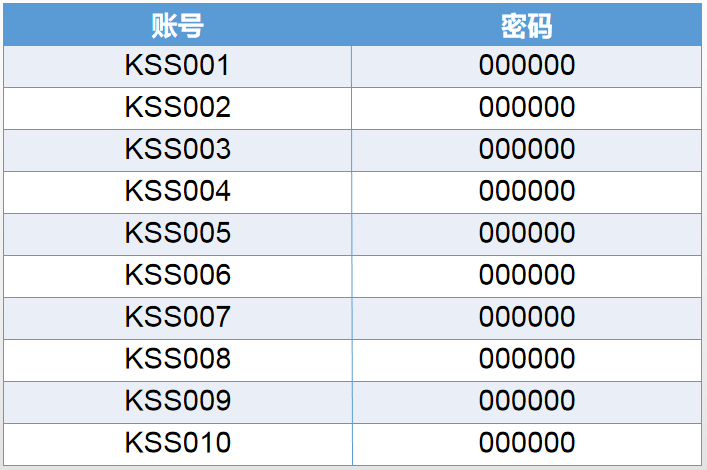 账号 密码
KSS001 000000
KSS002 000000
KSS003 000000
KSS004 000000
KSS005 000000
KSS006 000000
KSS007 000000
KSS008 000000
KSS009 000000
KSS010 000000